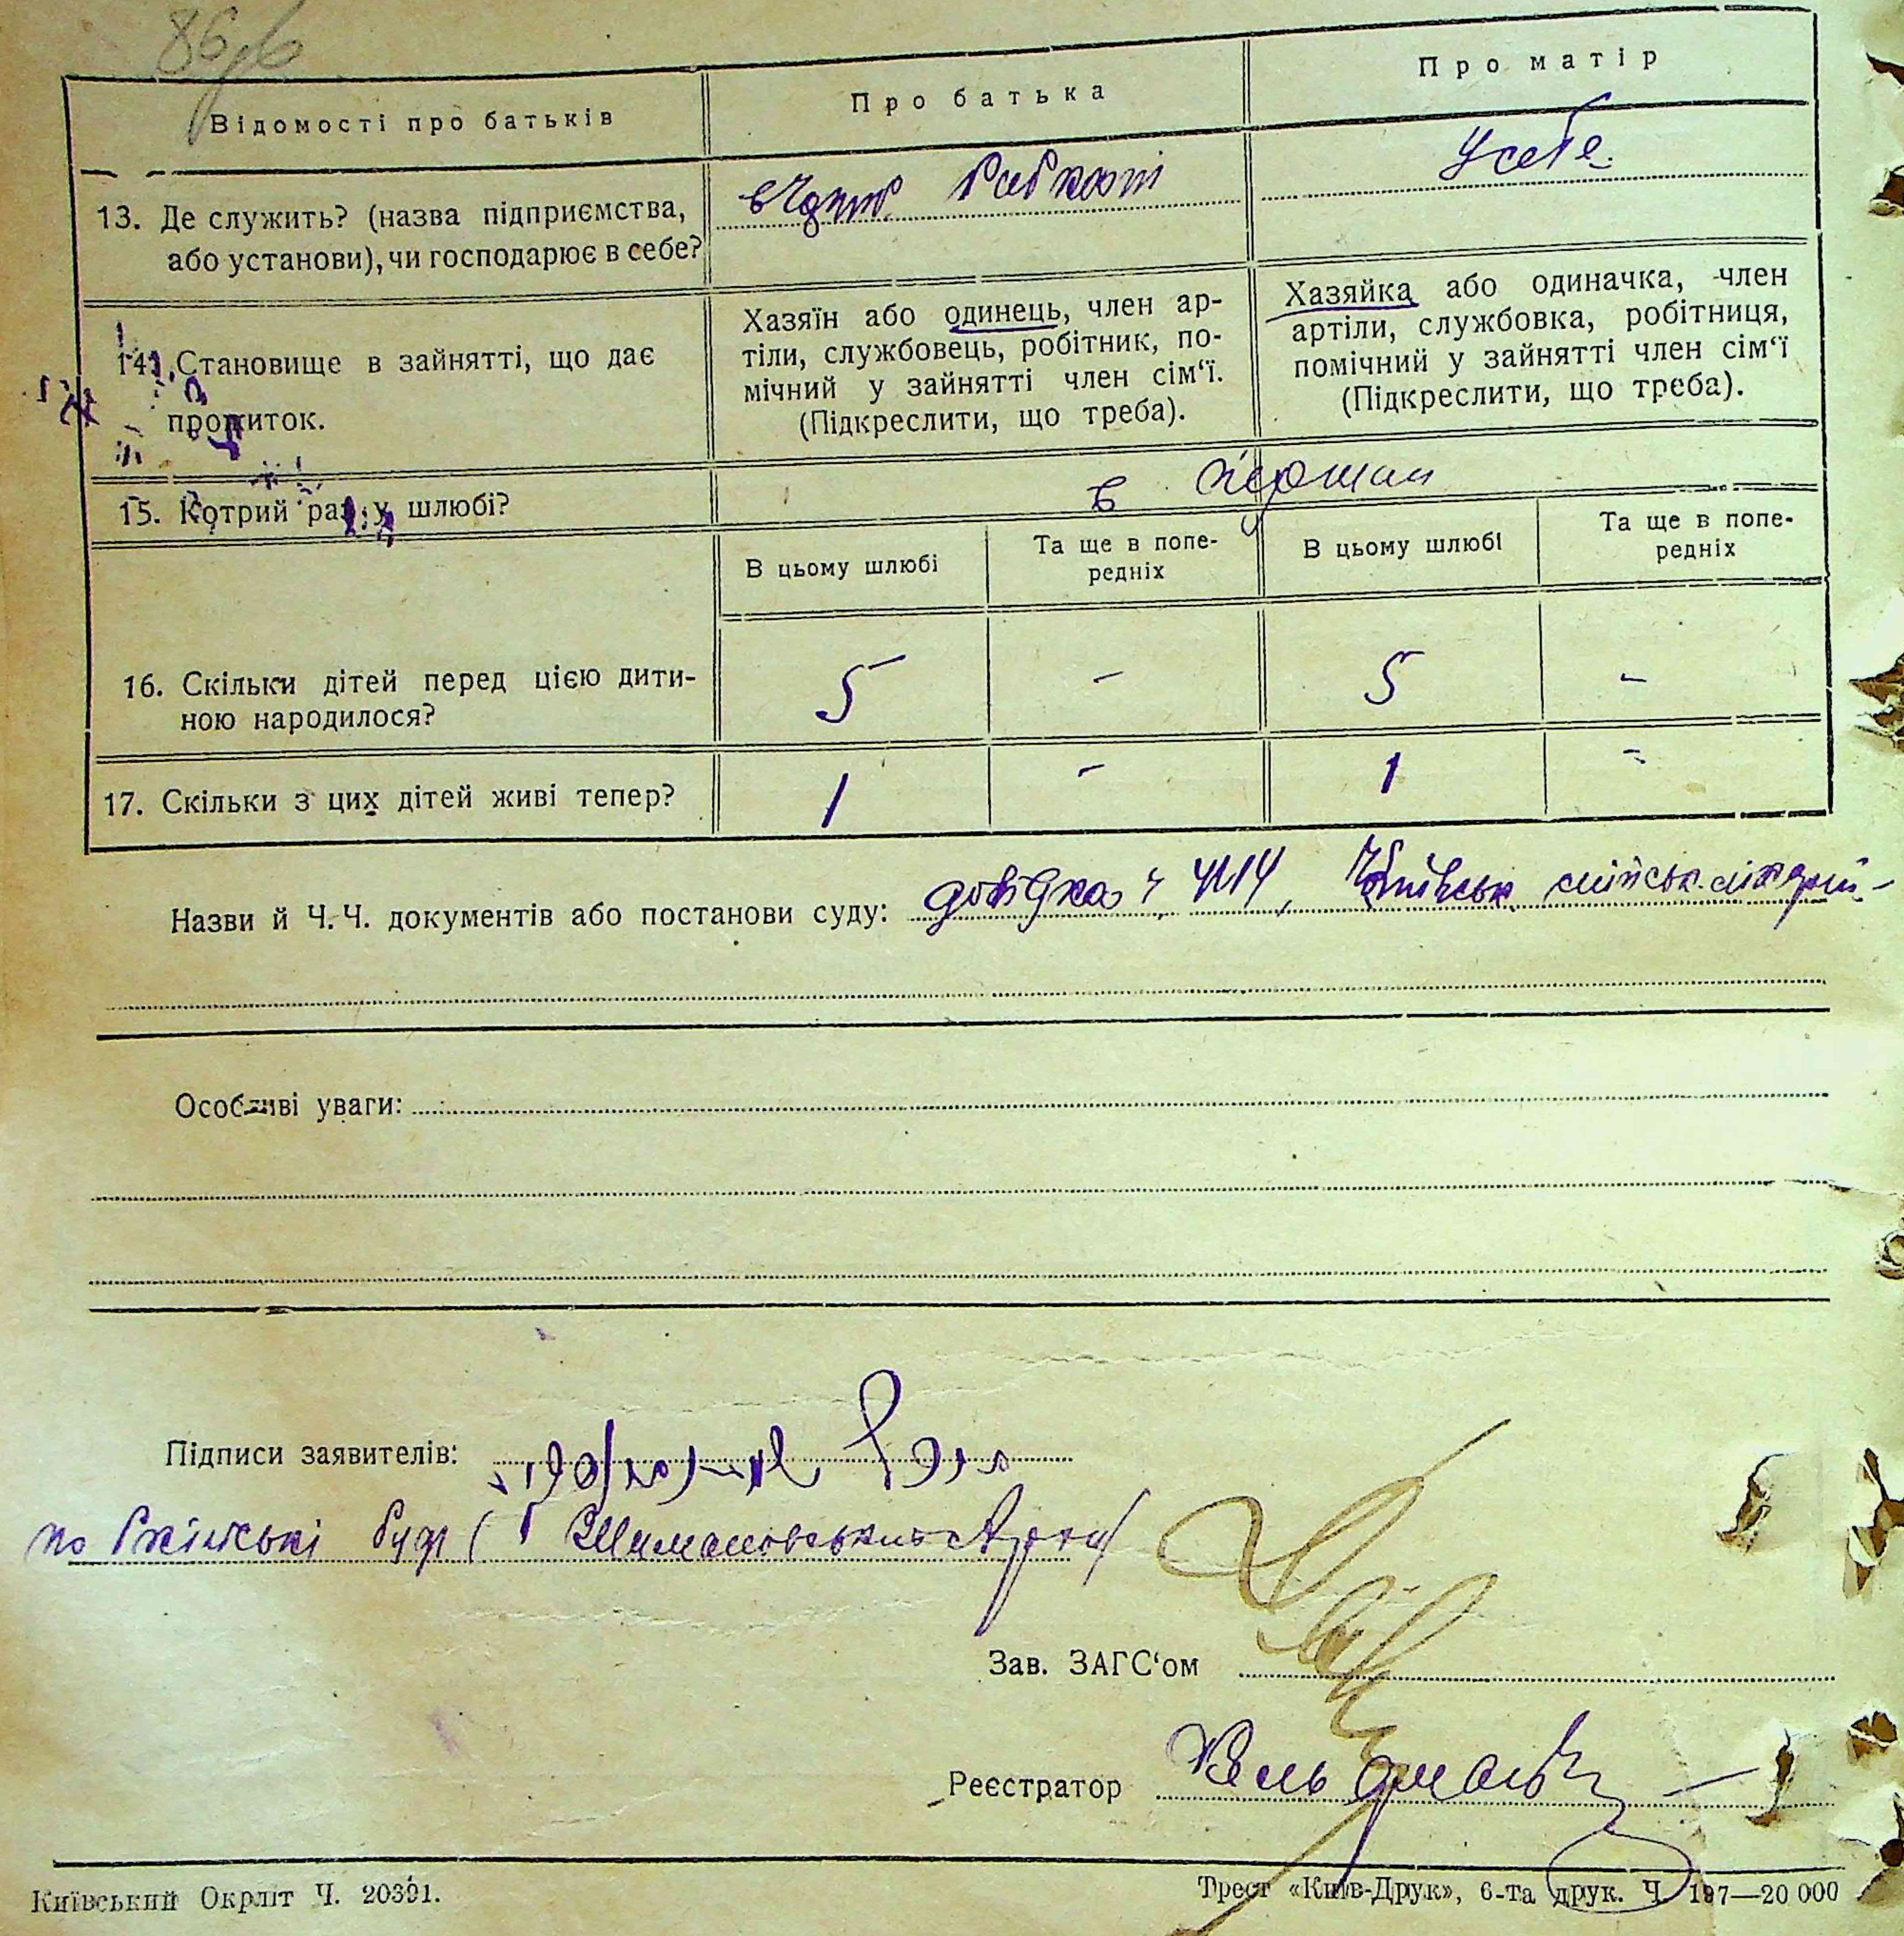 Відомості про батьків
Про батька
Про матір
13. Де служить? (назва підприємства,
або установи), чи господарює в себе?
У себе.
14. Становище в зайнятті, що дає
прожиток.
Хазяїн або одинець, член ар-
тіли, службовець, робітник, по-
мічний у зайнятті член сім‘ї.
(Підкреслити, що треба).
Хазяйка або одиначка, член
артіли, службовка, робітниця,
помічний у зайнятті член сім‘ї
(Підкреслити, що треба).
15. Котрий раз у шлюбі?
в
В цьому шлюбі
Та ще в попе-
редніх
В цьому шлюбі
Та ще в попе-
редніх
16. Скільки дітей перед цією дити-
ною народилося?
5 - 5 -
17. Скільки з цих дітей живі тепер?
1 - 1 -
Назви й Ч.Ч. документів або постанови суду: довідка ч
Особливі уваги:
Підписи заявителів:
по
Зав. ЗАГС‘ом
Реєстратор
Київський Окрліт Ч. 20391.
Трест «Київ-Друк», 6-та друк. Ч. 197—20 000